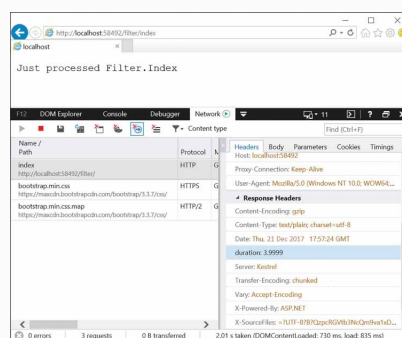 http://localhost:58492/filter/index
localhost
Just processed Filter.Index
F12 DOM Explorer Console Debugger Network 11 ?
Content type
Find (Ctrl+F)
Name /
Path
Protocol
index
http://localhost:58492/filter/
HTTP
bootstrap.min.css
https://maxcdn.bootstrapcdn.com/bootstrap/3.3.7/css/
HTTPS
bootstrap.min.css.map
https://maxcdn.bootstrapcdn.com/bootstrap/3.3.7/css/
HTTP/2
Headers Body Parameters Cookies Timings
Host: localhost:58492
Proxy-Connection: Keep-Alive
User-Agent: Mozilla/5.0 (Windows NT 10.0; WOW64;...
Response Headers
Content-Encoding: gzip
Content-Type: text/plain; charset=utf-8
Date: Thu, 21 Dec 2017 17:57:24 GMT
duration: 3.9999
Server: Kestrel
Transfer-Encoding: chunked
Vary: Accept-Encoding
X-Powered-By: ASP.NET
X-SourceFiles:
0 errors 3 requests 0 B transferred 2.01 s taken (DOMContentLoaded: 730 ms, load: 835 ms)